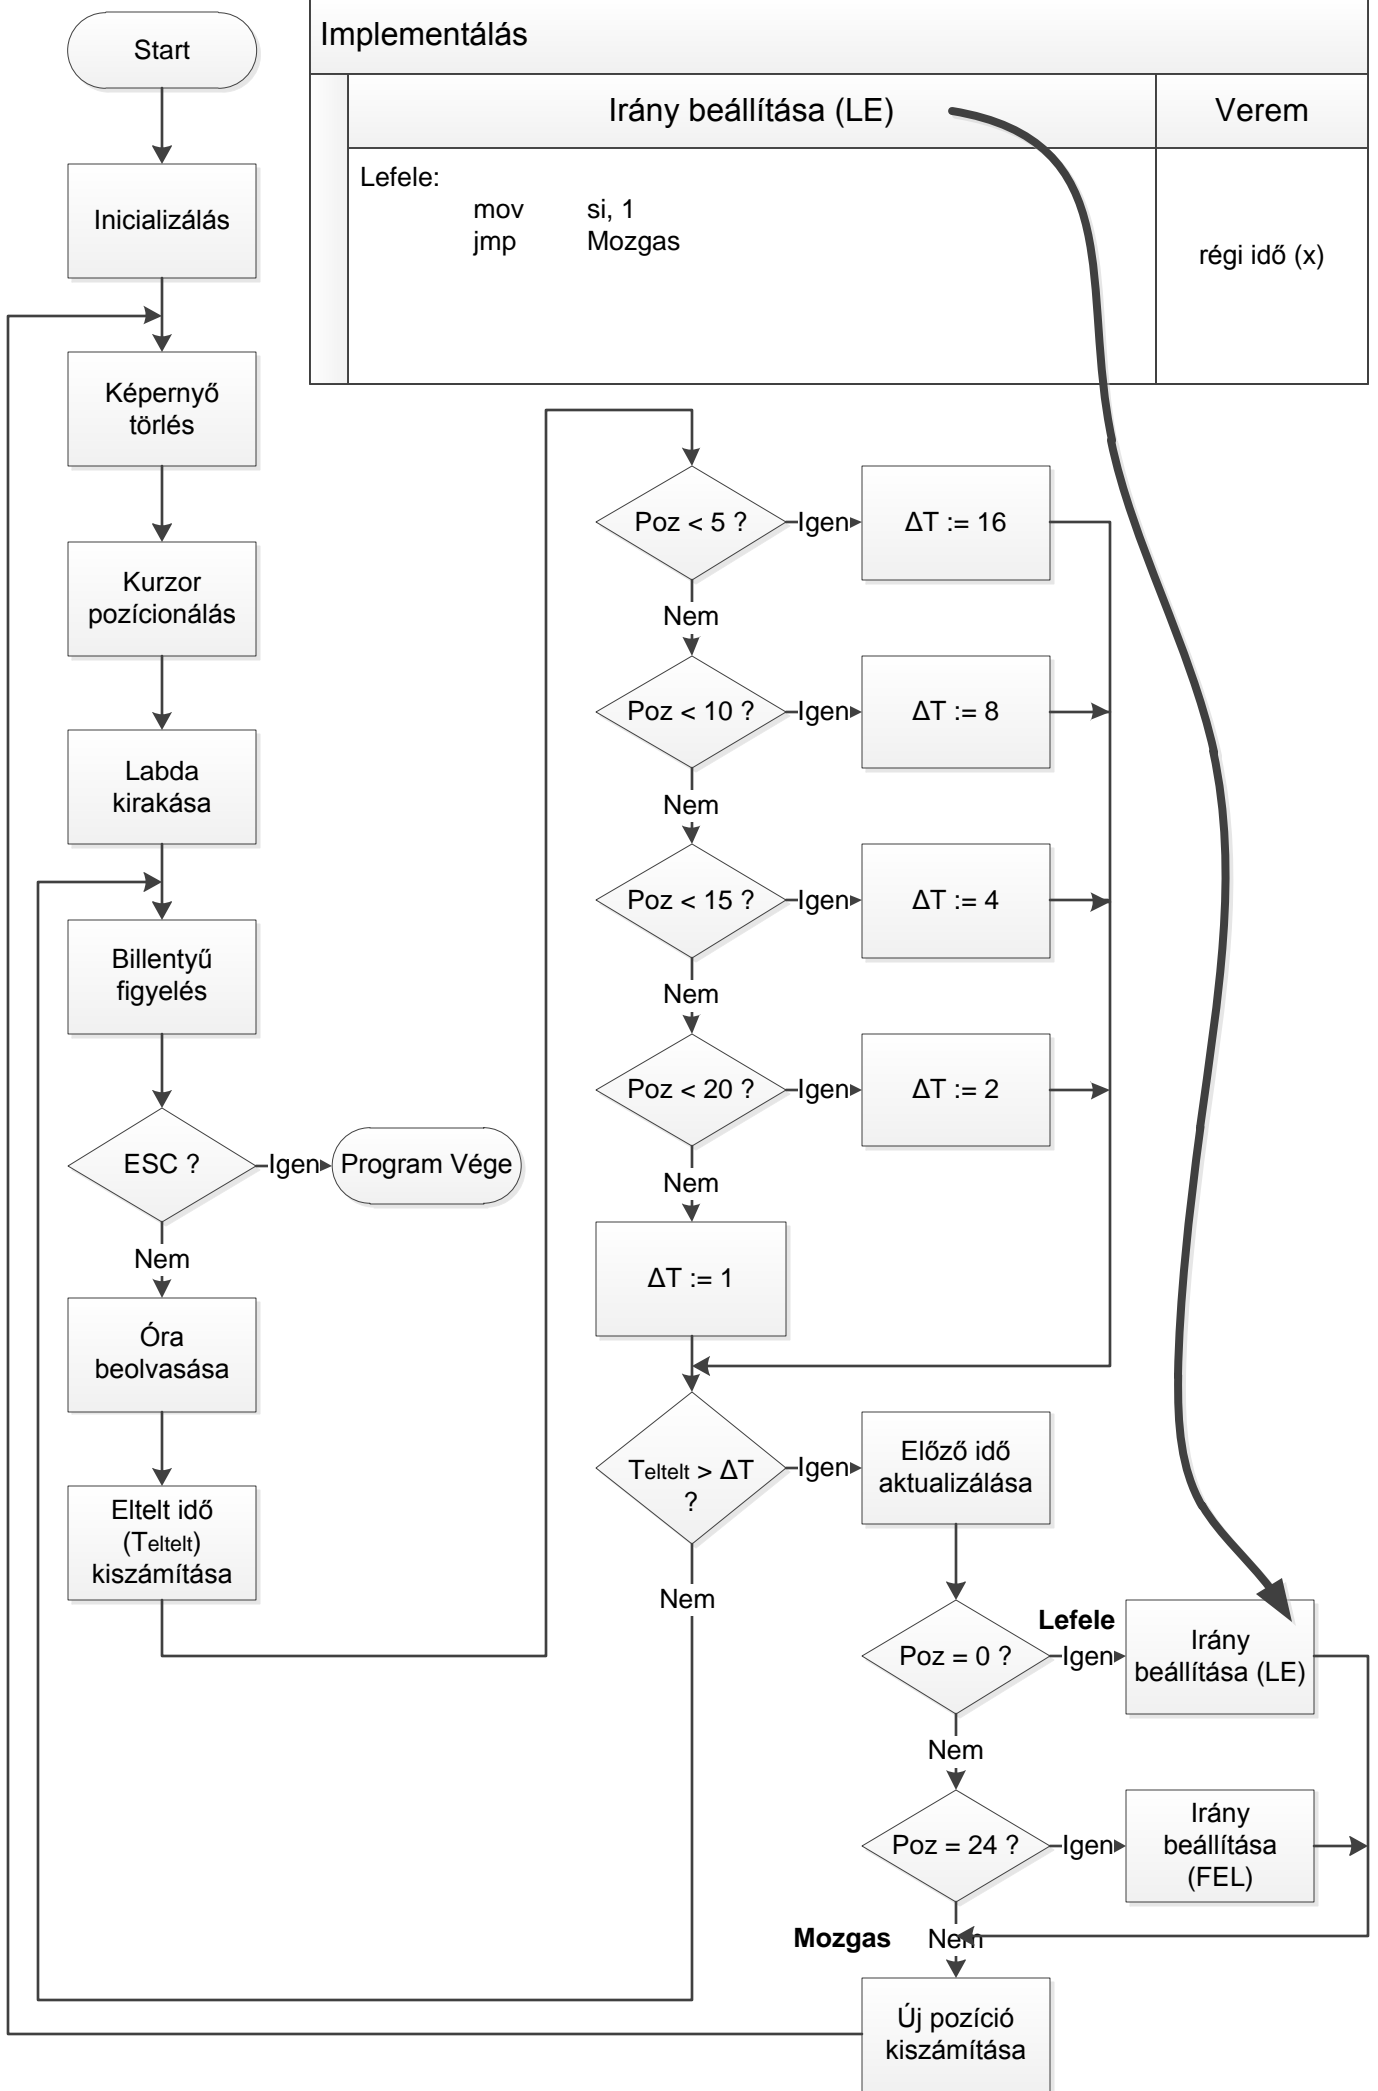 Start
Implementálás
Irány beállítása (LE)
Verem
Lefele:
mov si, 1
jmp Mozgas
régi idő (x)
Inicializálás
Képernyő
törlés
Kurzor
pozícionálás
Labda
kirakása
Billentyű
figyelés
ESC ?
Igen
Program Vége
Nem
Óra
beolvasása
Eltelt idő
(Teltelt)
kiszámítása
Poz < 5 ?
Igen
ΔT := 16
Nem
Poz < 10 ?
Igen
ΔT := 8
Nem
Poz < 15 ?
Igen
ΔT := 4
Nem
Poz < 20 ?
Igen
ΔT := 2
Nem
ΔT := 1
Teltelt > ΔT
?
Igen
Nem
Előző idő
aktualizálása
Poz = 0 ?
Lefele
Igen
Irány
beállítása (LE)
Nem
Poz = 24 ?
Igen
Irány
beállítása
(FEL)
Mozgas
Nem
Új pozíció
kiszámítása